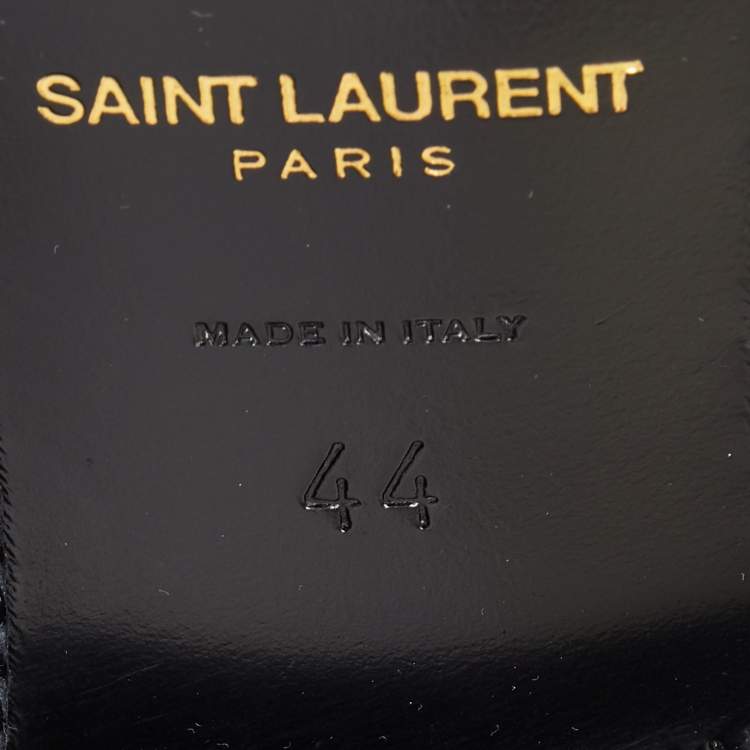 SAINT LAURENT
PARIS
MADE IN ITALY
44